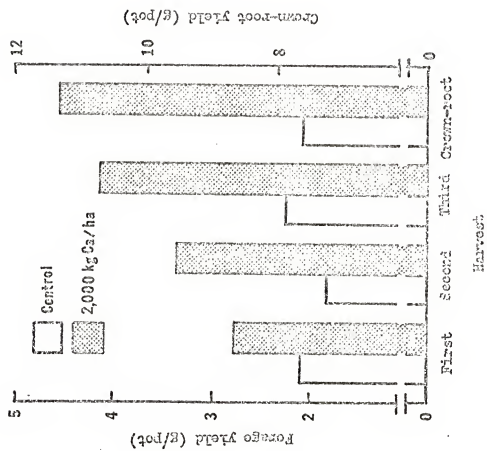 Crown-root yield (g/pot)
12
10
8
0
Control
2,000 kg Ca/ha
5
4
3
2
0
Forage yield (g/pot)
First
Second
Third
Crown-root
Harvest